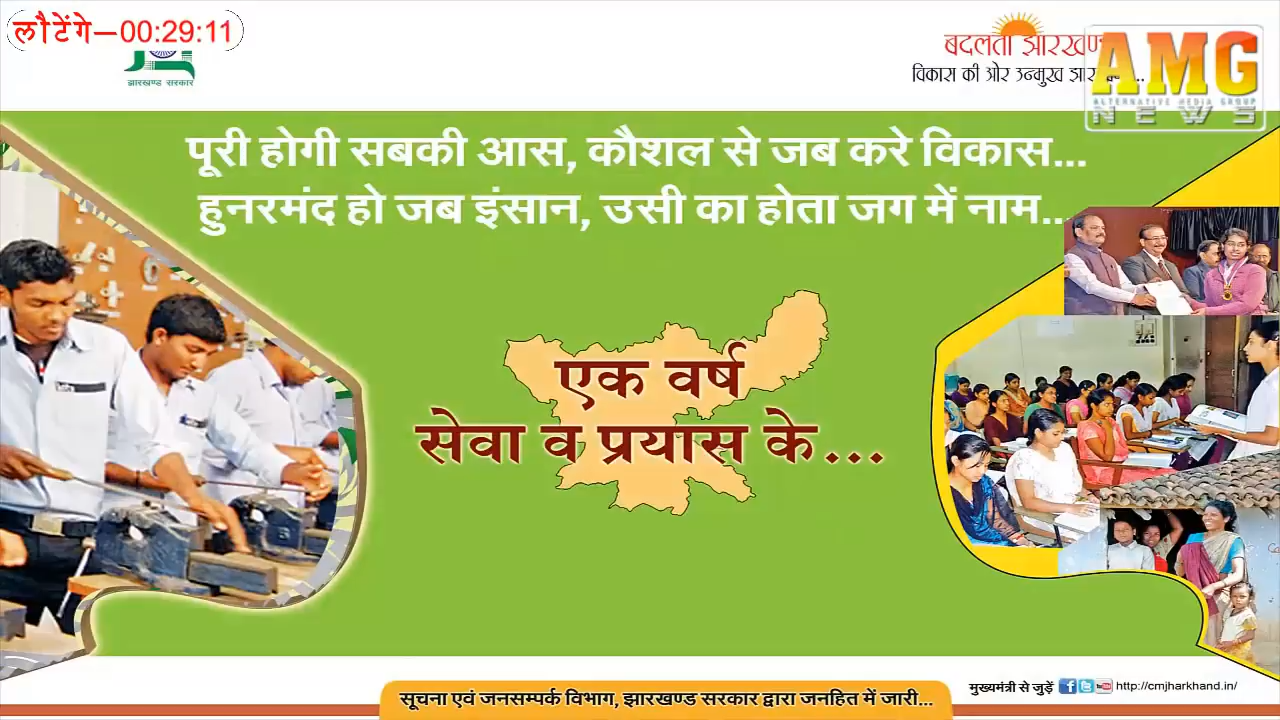 लौटेंगे—00:29:11
झारखण्ड सरकार
बदलता झारखण्ड
विकास की ओर उन्मुख
AMG
ALTERNATIVE MEDIA GROUP
NEWS
पूरी होगी सबकी आस, कौशल से जब करे विकास...
हुनरमंद हो जब इंसान, उसी का होता जग में नाम...
एक वर्ष
सेवा व प्रयास के...
मुख्यमंत्री से जुड़ें http://cmjharkhand.in/
सूचना एवं जनसम्पर्क विभाग, झारखण्ड सरकार द्वारा जनहित में जारी...